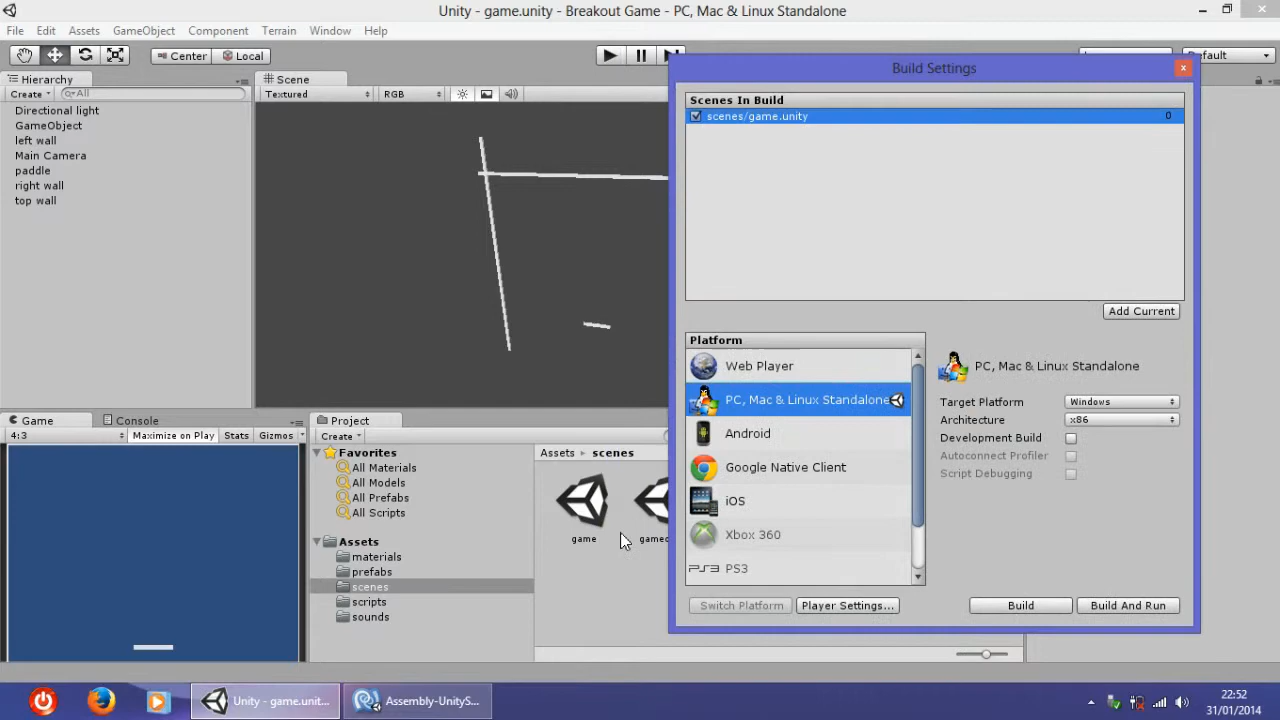 Unity - game.unity - Breakout Game - PC, Mac & Linux Standalone
File Edit Assets GameObject Component Terrain Window Help
Center Local
Default
Hierarchy
Create All
Directional light
GameObject
left wall
Main Camera
paddle
right wall
top wall
Scene
Textured RGB
Build Settings
Scenes In Build
scenes/game.unity 0
Add Current
Platform
Web Player
PC, Mac & Linux Standalone
Android
Google Native Client
iOS
Xbox 360
PS3
PC, Mac & Linux Standalone
Target Platform Windows
Architecture x86
Development Build
Autoconnect Profiler
Script Debugging
Switch Platform Player Settings... Build Build And Run
Game Console
4:3 Maximize on Play Stats Gizmos
Project
Create
Favorites
All Materials
All Models
All Prefabs
All Scripts
Assets
materials
prefabs
scenes
scripts
sounds
Assets scenes
game
Unity - game.unit...
Assembly-UnityS...
22:52
31/01/2014